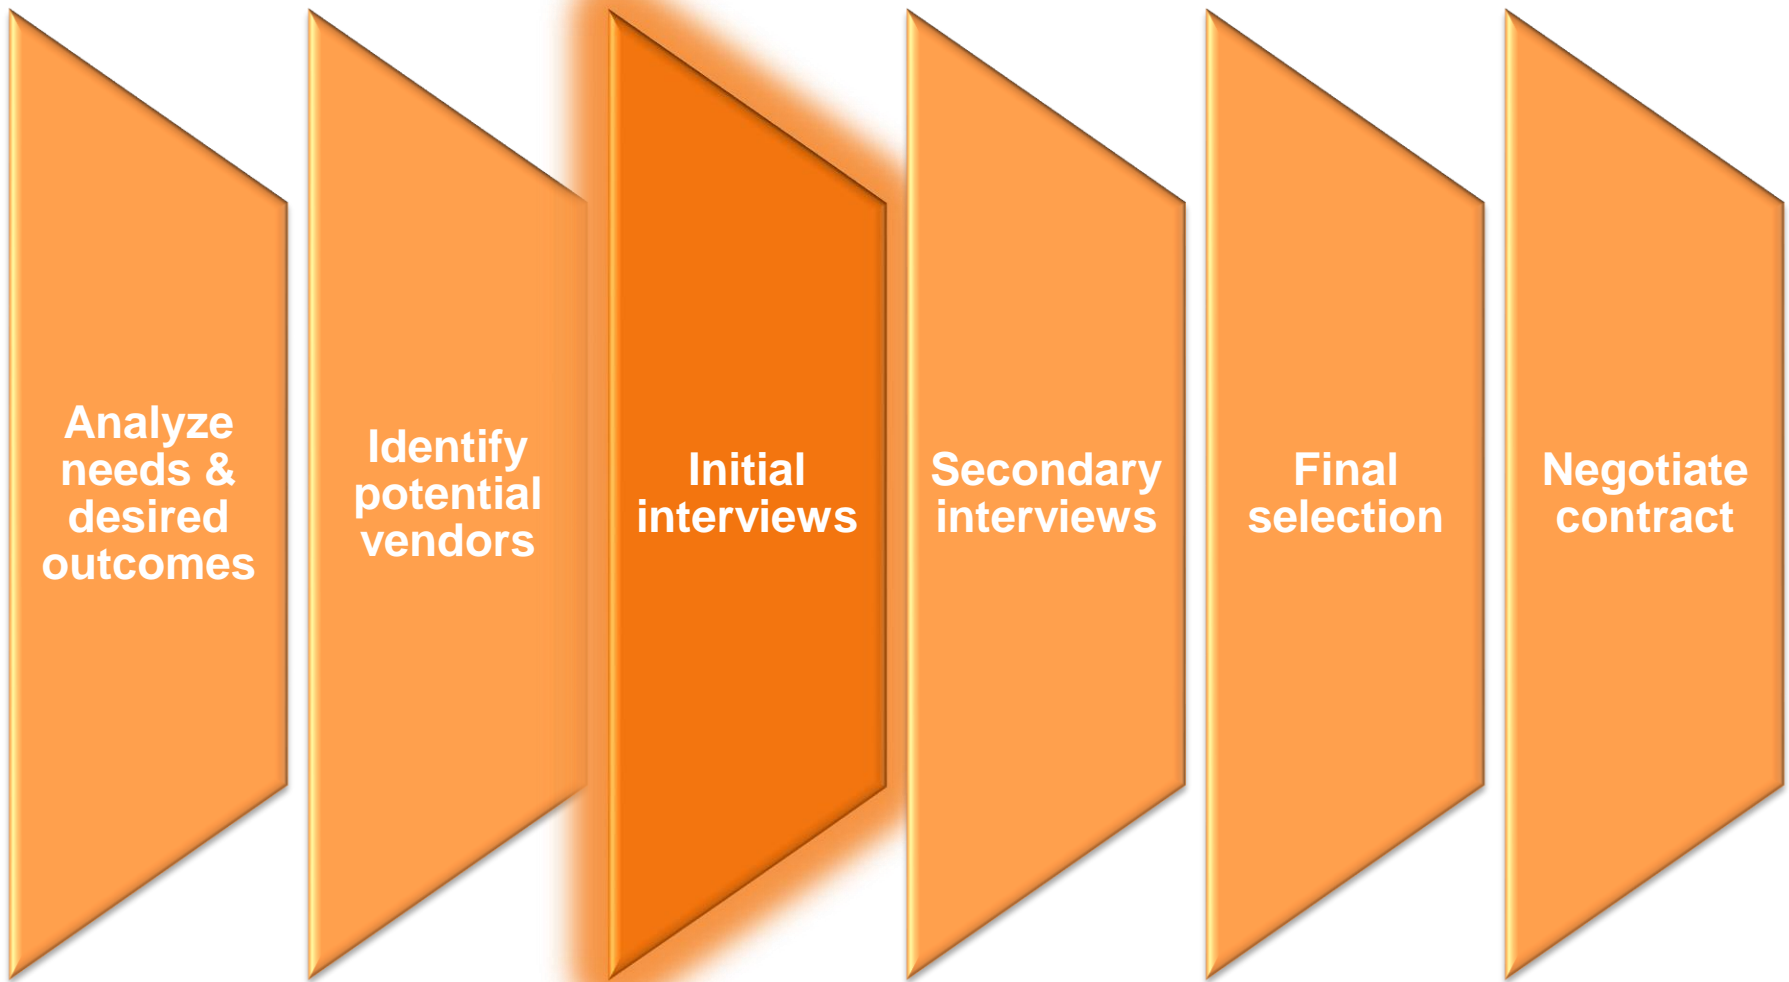 Analyze
needs &
desired
outcomes
Identify
potential
vendors
Initial
interviews
Secondary
interviews
Final
selection
Negotiate
contract